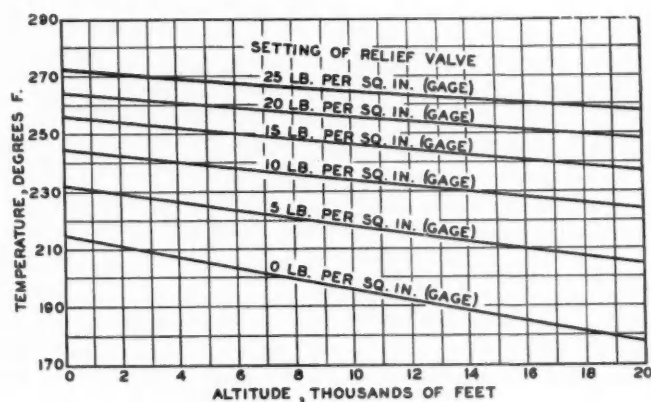 290
270
250
230
210
190
170
TEMPERATURE, DEGREES F.
SETTING OF RELIEF VALVE
25 LB. PER SQ. IN. (GAGE)
20 LB. PER SQ. IN. (GAGE)
15 LB. PER SQ. IN. (GAGE)
10 LB. PER SQ. IN. (GAGE)
5 LB. PER SQ. IN. (GAGE)
0 LB. PER SQ. IN. (GAGE)
0 2 4 6 8 10 12 14 16 18 20
ALTITUDE, THOUSANDS OF FEET